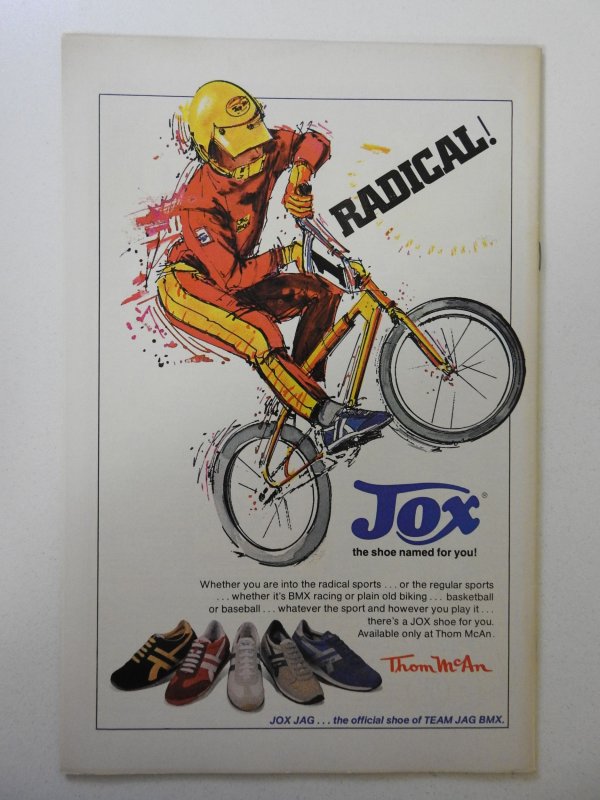 RADICAL!
1
Jox®
the shoe named for you!
Whether you are into the radical sports ... or the regular sports
... whether it's BMX racing or plain old biking ... basketball
or baseball ... whatever the sport and however you play it ...
there's a JOX shoe for you.
Available only at Thom McAn.
Thom McAn
JOX JAG ... the official shoe of TEAM JAG BMX.